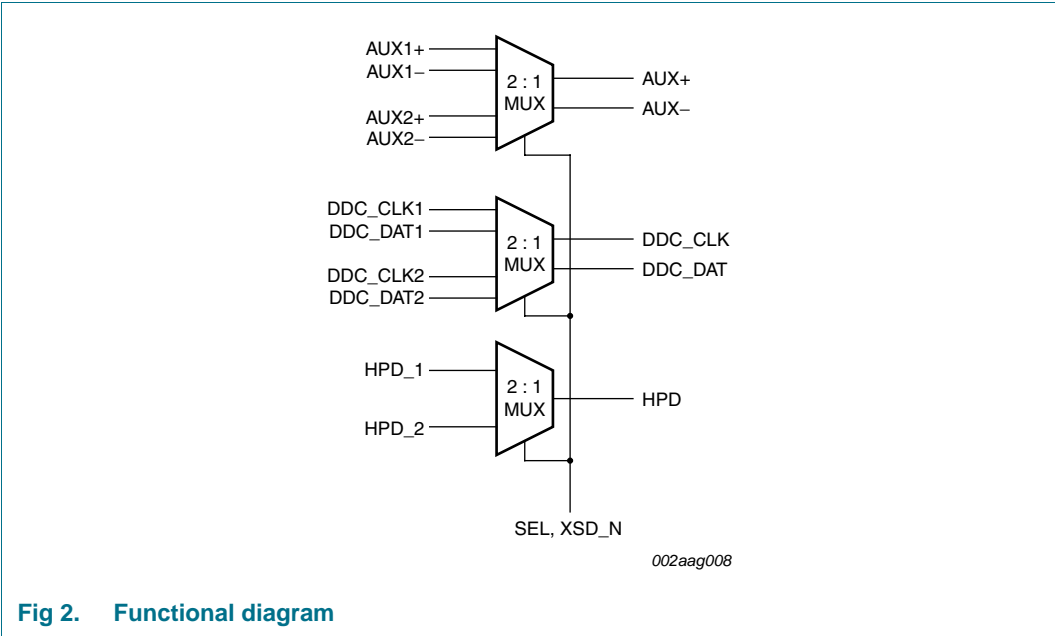 AUX1+
AUX1−
AUX2+
AUX2−
2 : 1
MUX
AUX+
AUX−
DDC_CLK1
DDC_DAT1
DDC_CLK2
DDC_DAT2
2 : 1
MUX
DDC_CLK
DDC_DAT
HPD_1
HPD_2
2 : 1
MUX
HPD
SEL, XSD_N
002aag008
Fig 2. Functional diagram